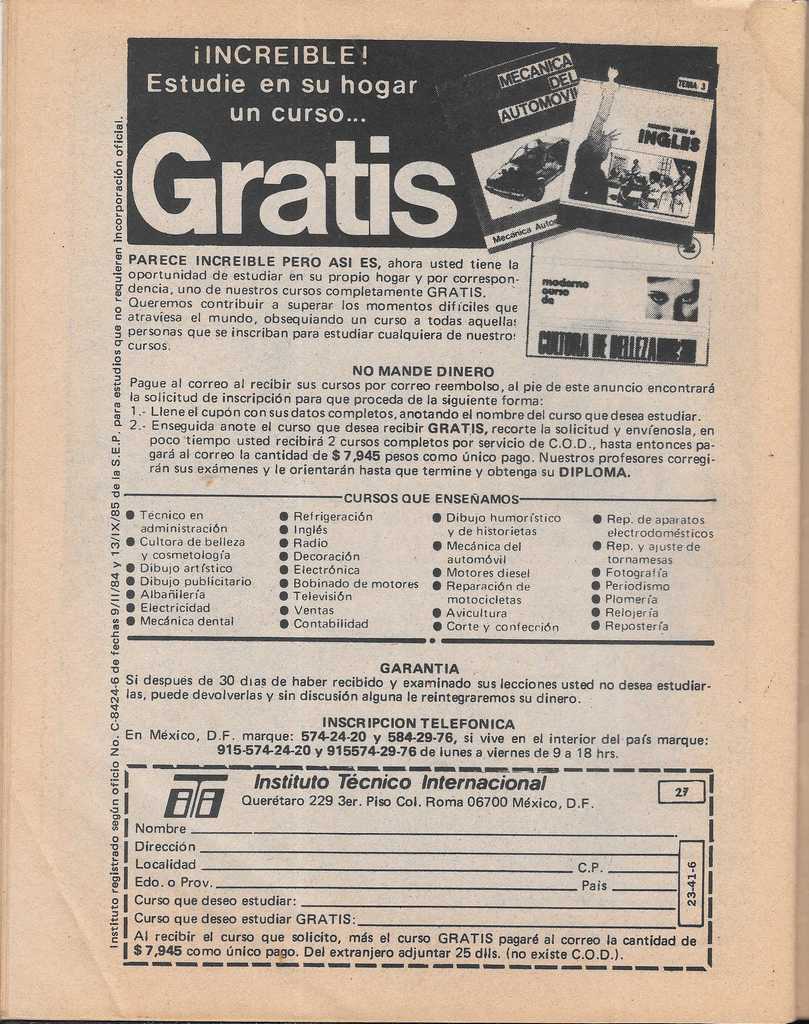 ¡INCREIBLE!
Estudie en su hogar
un curso...
Gratis
MECANICA
DEL
AUTOMOVIL
Mecánica Auto
TEMA 3
INGLES
2
moderno
curso
de
CULTURA DE BELLEZA
PARECE INCREIBLE PERO ASI ES, ahora usted tiene la
oportunidad de estudiar en su propio hogar y por correspon-
dencia, uno de nuestros cursos completamente GRATIS.
Queremos contribuir a superar los momentos difíciles que
atraviesa el mundo, obsequiando un curso a todas aquellas
personas que se inscriban para estudiar cualquiera de nuestros
cursos.
NO MANDE DINERO
Pague al correo al recibir sus cursos por correo reembolso, al pie de este anuncio encontrará
la solicitud de inscripción para que proceda de la siguiente forma:
1.- Llene el cupón con sus datos completos, anotando el nombre del curso que desea estudiar.
2.- Enseguida anote el curso que desea recibir GRATIS, recorte la solicitud y envíenosla, en
poco tiempo usted recibirá 2 cursos completos por servicio de C.O.D., hasta entonces pa-
gará al correo la cantidad de $ 7,945 pesos como único pago. Nuestros profesores corregi-
rán sus exámenes y le orientarán hasta que termine y obtenga su DIPLOMA.
CURSOS QUE ENSEÑAMOS
● Técnico en
administración
● Cultura de belleza
y cosmetología
● Dibujo artístico
● Dibujo publicitario
● Albañilería
● Electricidad
● Mecánica dental
● Refrigeración
● Inglés
● Radio
● Decoración
● Electrónica
● Bobinado de motores
● Televisión
● Ventas
● Contabilidad
● Dibujo humorístico
y de historietas
● Mecánica del
automóvil
● Motores diesel
● Reparación de
motocicletas
● Avicultura
● Corte y confección
● Rep. de aparatos
electrodomésticos
● Rep. y ajuste de
tornamesas
● Fotografía
● Periodismo
● Plomería
● Relojería
● Repostería
GARANTIA
Si después de 30 días de haber recibido y examinado sus lecciones usted no desea estudiar-
las, puede devolverlas y sin discusión alguna le reintegraremos su dinero.
INSCRIPCION TELEFONICA
En México, D.F. marque: 574-24-20 y 584-29-76, si vive en el interior del país marque:
915-574-24-20 y 915574-29-76 de lunes a viernes de 9 a 18 hrs.
ITI
Instituto Técnico Internacional
Querétaro 229 3er. Piso Col. Roma 06700 México, D.F.
27
Nombre
Dirección
Localidad C.P.
Edo. o Prov. País
Curso que deseo estudiar:
Curso que deseo estudiar GRATIS:
23-41-6
Al recibir el curso que solicito, más el curso GRATIS pagaré al correo la cantidad de
$ 7,945 como único pago. Del extranjero adjuntar 25 dlls. (no existe C.O.D.).
Instituto registrado según oficio No. C-8424-6 de fechas 9/II/84 y 13/IX/85 de la S.E.P. para estudios que no requieren incorporación oficial.